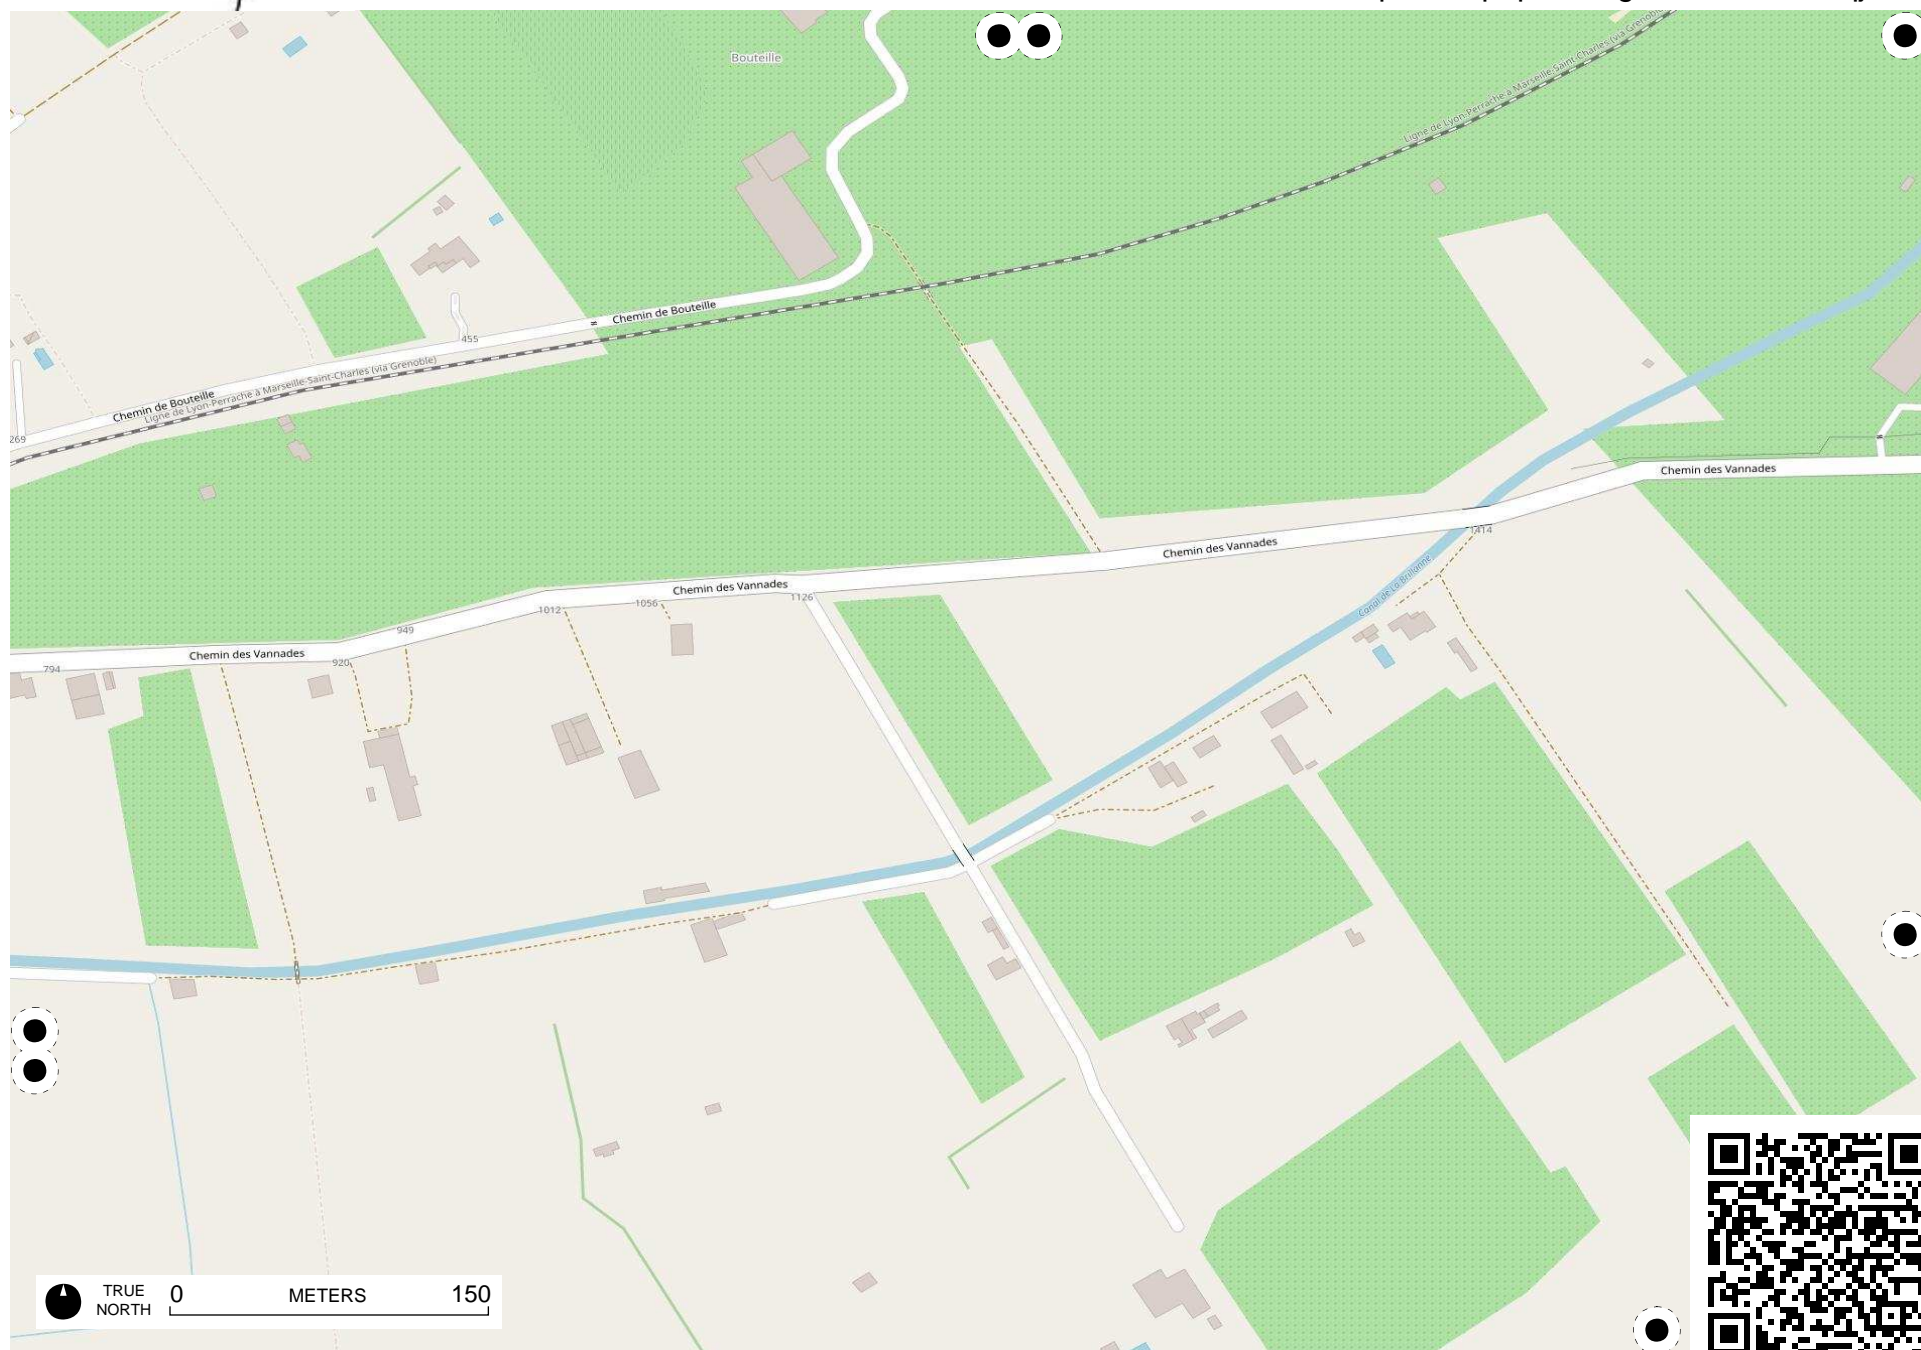 Bouteille
Ligne de Lyon-Perrache à Marseille-Saint-Charles (via Grenoble)
Chemin de Bouteille
455
Chemin de Bouteille
Ligne de Lyon-Perrache à Marseille-Saint-Charles (via Grenoble)
269
Chemin des Vannades
1414
Chemin des Vannades
Canal de La Brillanne
Chemin des Vannades
1126
1056
1012
949
Chemin des Vannades
920
794
TRUE
NORTH
0 METERS 150